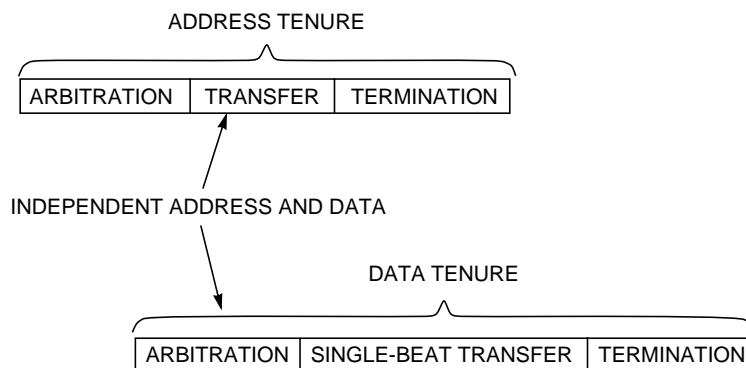 ADDRESS TENURE
ARBITRATION TRANSFER TERMINATION
INDEPENDENT ADDRESS AND DATA
DATA TENURE
ARBITRATION SINGLE-BEAT TRANSFER TERMINATION